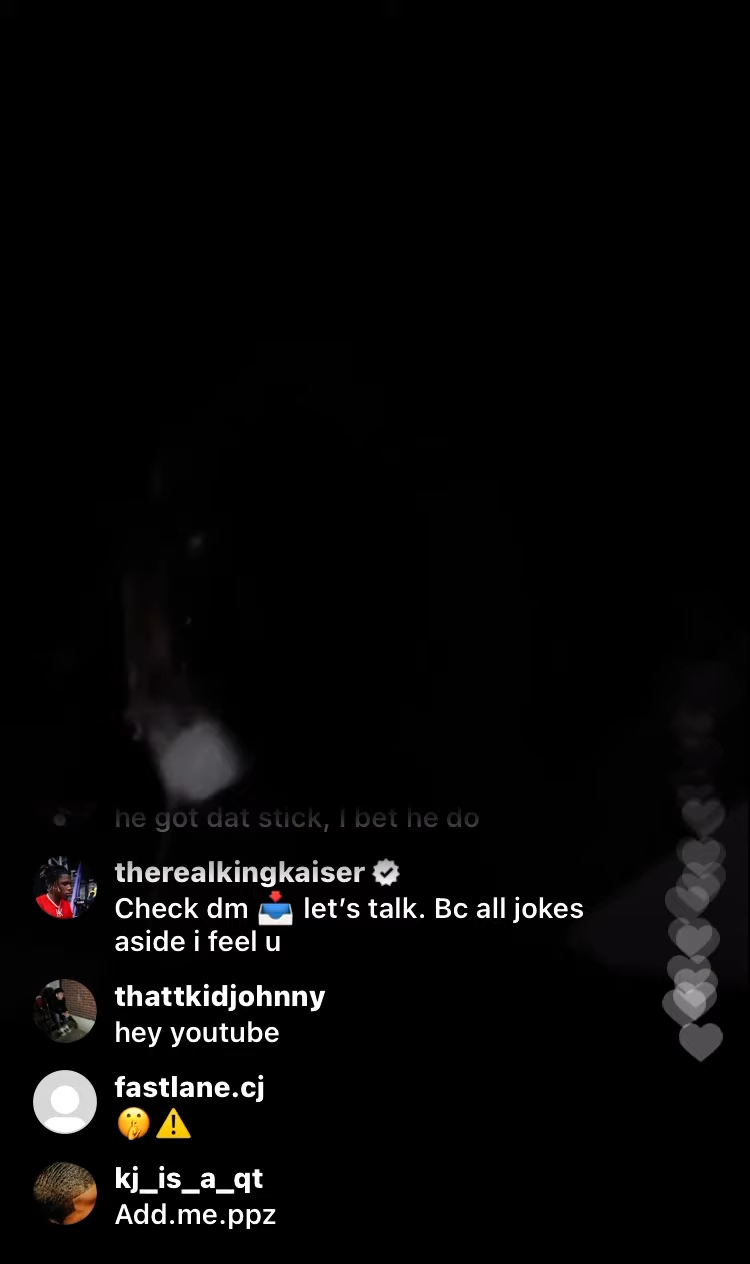 he got dat stick, I bet he do
therealkingkaiser
Check dm 📥 let’s talk. Bc all jokes
aside i feel u
thattkidjohnny
hey youtube
fastlane.cj
🤫⚠️
kj_is_a_qt
Add.me.ppz